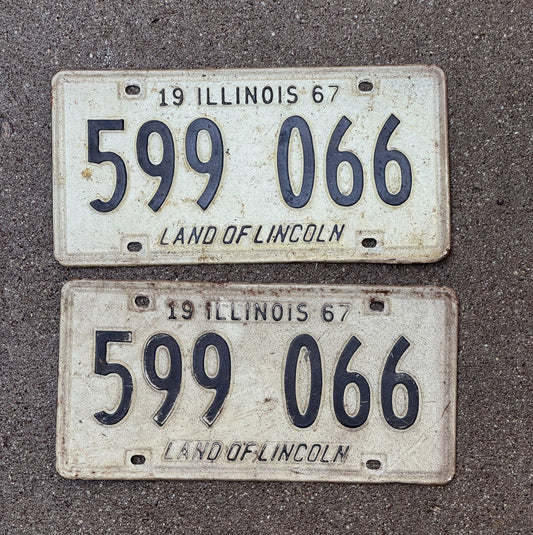 19 ILLINOIS 67
599 066
LAND OF LINCOLN
19 ILLINOIS 67
599 066
LAND OF LINCOLN